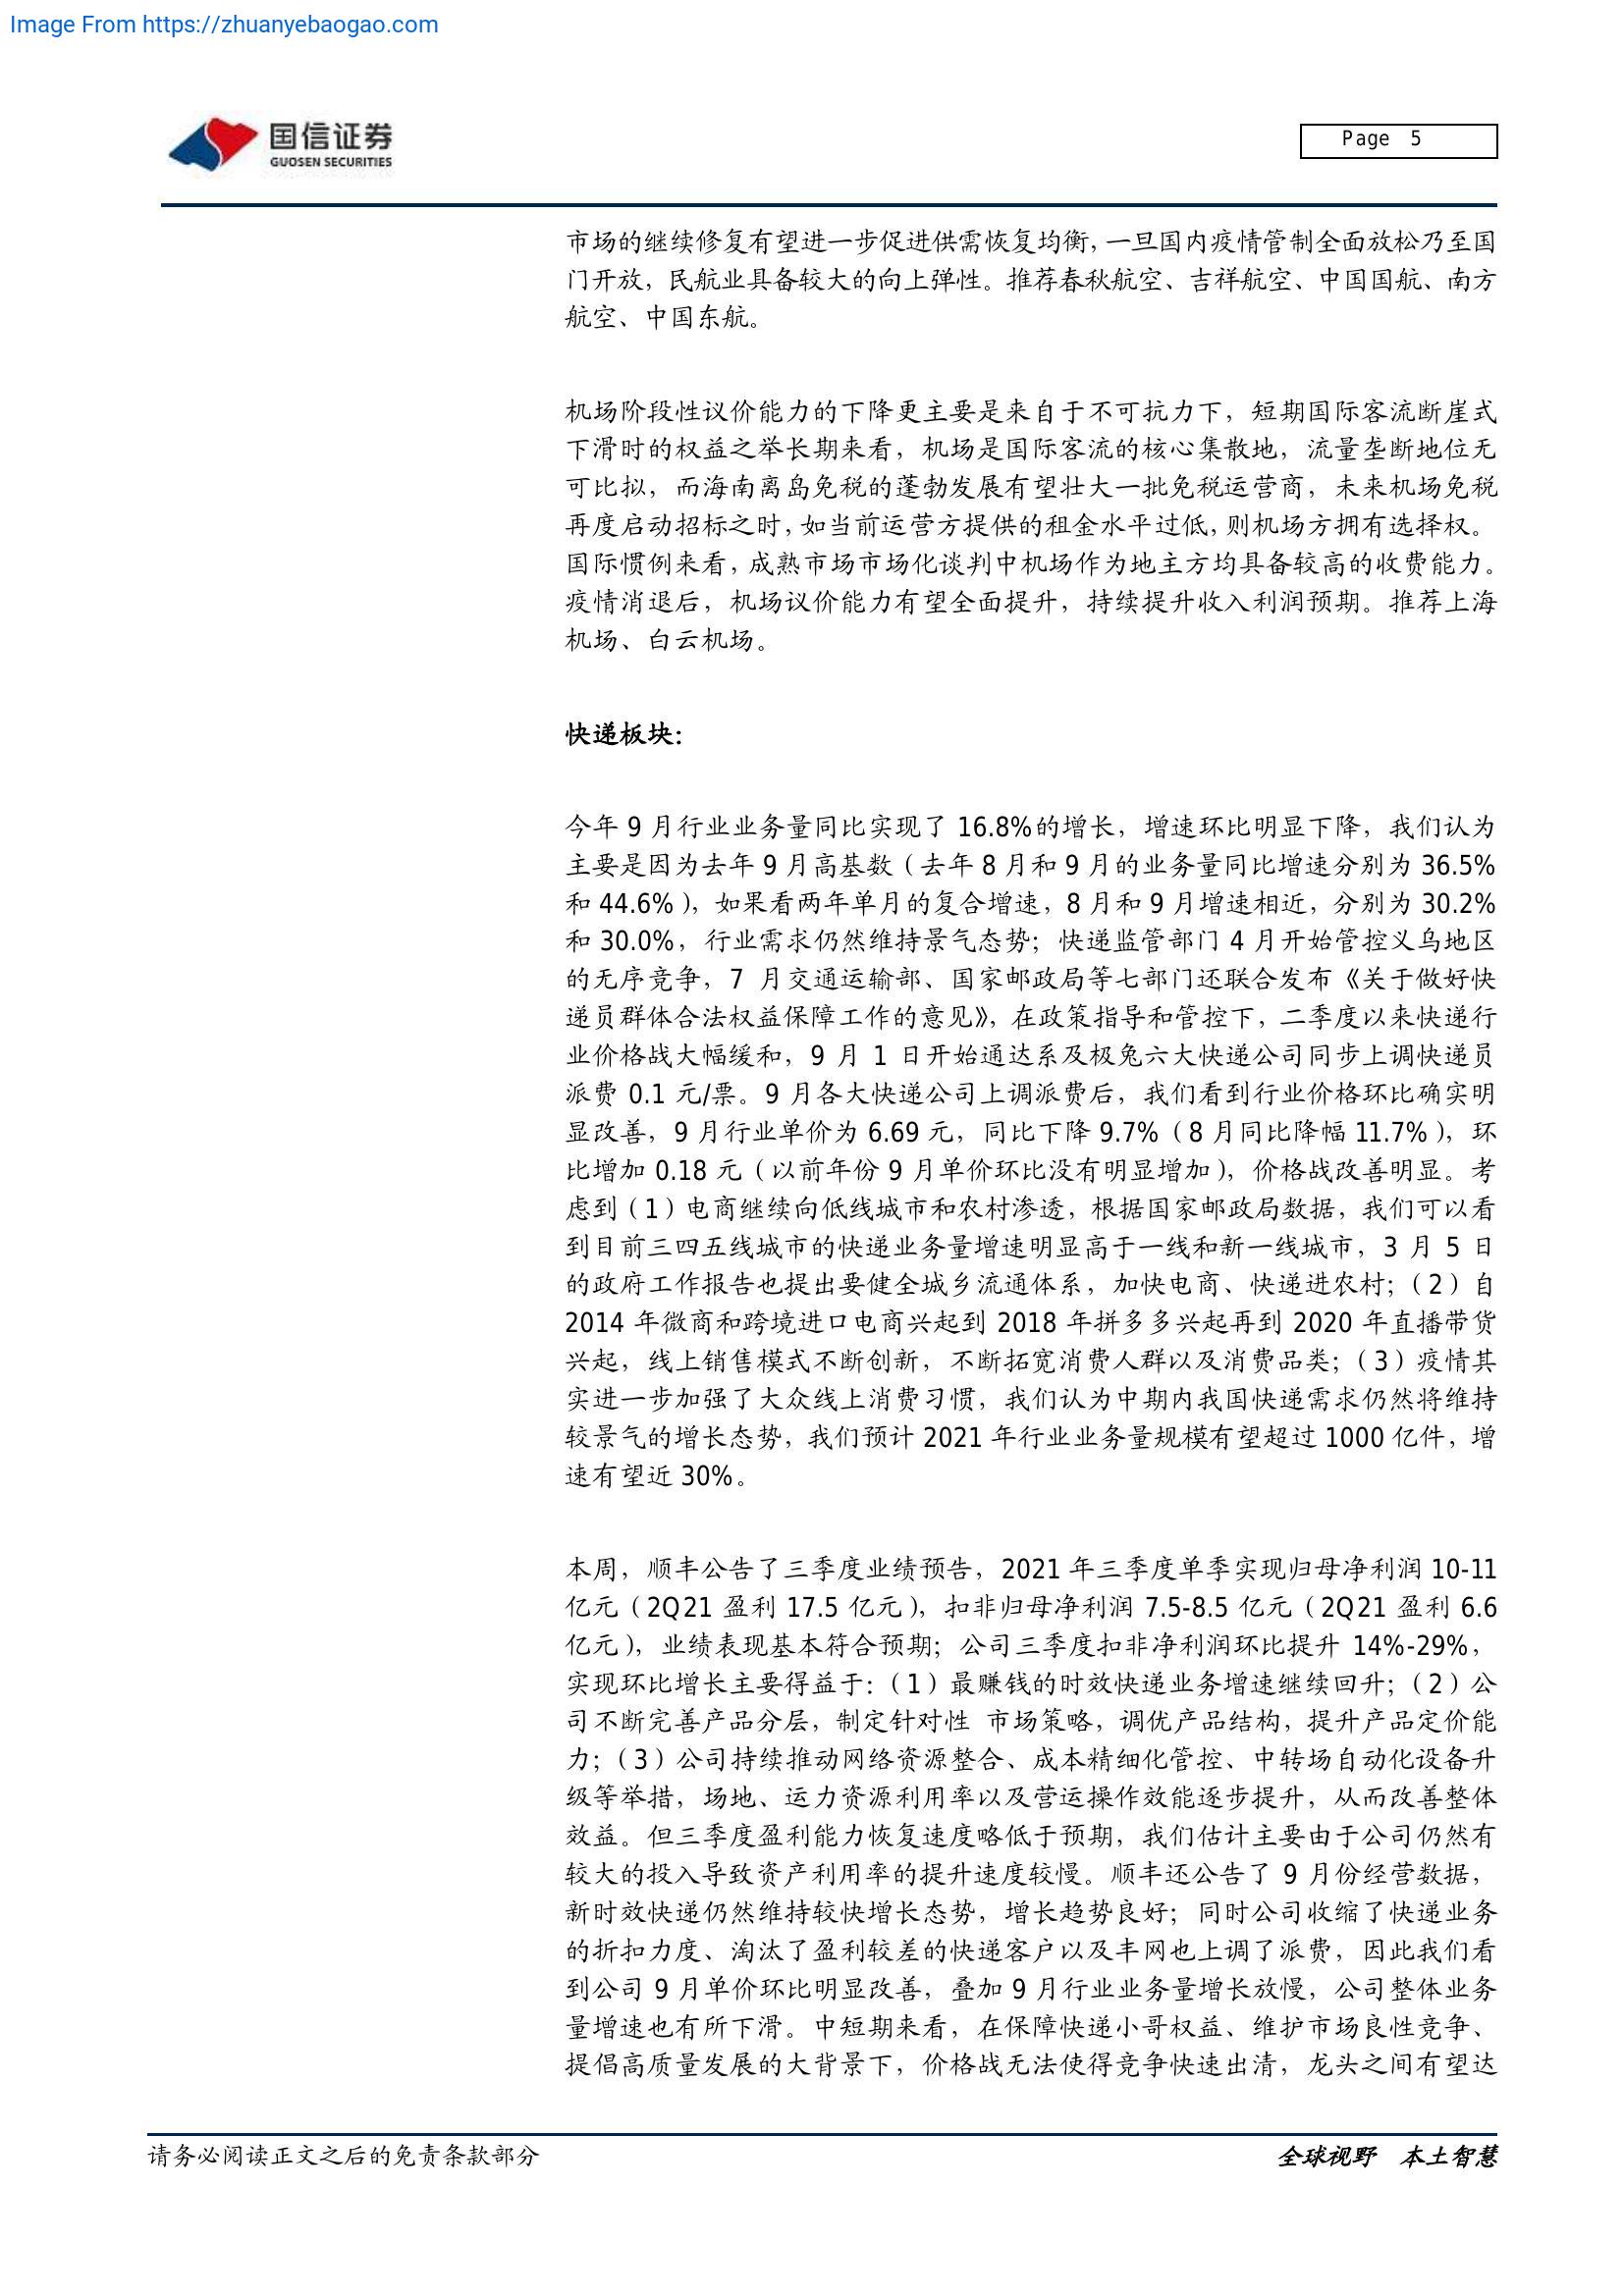 Image From https://zhuanyebaogao.com
国信证券
GUOSEN SECURITIES
Page 5
市场的继续修复有望进一步促进供需恢复均衡，一旦国内疫情管制全面放松乃至国
门开放，民航业具备较大的向上弹性。推荐春秋航空、吉祥航空、中国国航、南方
航空、中国东航。
机场阶段性议价能力的下降更主要是来自于不可抗力下，短期国际客流断崖式
下滑时的权益之举长期来看，机场是国际客流的核心集散地，流量垄断地位无
可比拟，而海南离岛免税的蓬勃发展有望壮大一批免税运营商，未来机场免税
再度启动招标之时，如当前运营方提供的租金水平过低，则机场方拥有选择权。
国际惯例来看，成熟市场市场化谈判中机场作为地主方均具备较高的收费能力。
疫情消退后，机场议价能力有望全面提升，持续提升收入利润预期。推荐上海
机场、白云机场。
快递板块：
今年 9 月行业业务量同比实现了 16.8%的增长，增速环比明显下降，我们认为
主要是因为去年 9 月高基数（去年 8 月和 9 月的业务量同比增速分别为 36.5%
和 44.6%），如果看两年单月的复合增速，8 月和 9 月增速相近，分别为 30.2%
和 30.0%，行业需求仍然维持景气态势；快递监管部门 4 月开始管控义乌地区
的无序竞争，7 月交通运输部、国家邮政局等七部门还联合发布《关于做好快
递员群体合法权益保障工作的意见》，在政策指导和管控下，二季度以来快递行
业价格战大幅缓和，9 月 1 日开始通达系及极兔六大快递公司同步上调快递员
派费 0.1 元/票。9 月各大快递公司上调派费后，我们看到行业价格环比确实明
显改善，9 月行业单价为 6.69 元，同比下降 9.7%（8 月同比降幅 11.7%），环
比增加 0.18 元（以前年份 9 月单价环比没有明显增加），价格战改善明显。考
虑到（1）电商继续向低线城市和农村渗透，根据国家邮政局数据，我们可以看
到目前三四五线城市的快递业务量增速明显高于一线和新一线城市，3 月 5 日
的政府工作报告也提出要健全城乡流通体系，加快电商、快递进农村；（2）自
2014 年微商和跨境进口电商兴起到 2018 年拼多多兴起再到 2020 年直播带货
兴起，线上销售模式不断创新，不断拓宽消费人群以及消费品类；（3）疫情其
实进一步加强了大众线上消费习惯，我们认为中期内我国快递需求仍然将维持
较景气的增长态势，我们预计 2021 年行业业务量规模有望超过 1000 亿件，增
速有望近 30%。
本周，顺丰公告了三季度业绩预告，2021 年三季度单季实现归母净利润 10-11
亿元（2Q21 盈利 17.5 亿元），扣非归母净利润 7.5-8.5 亿元（2Q21 盈利 6.6
亿元），业绩表现基本符合预期；公司三季度扣非净利润环比提升 14%-29%，
实现环比增长主要得益于：（1）最赚钱的时效快递业务增速继续回升；（2）公
司不断完善产品分层，制定针对性 市场策略，调优产品结构，提升产品定价能
力；（3）公司持续推动网络资源整合、成本精细化管控、中转场自动化设备升
级等举措，场地、运力资源利用率以及营运操作效能逐步提升，从而改善整体
效益。但三季度盈利能力恢复速度略低于预期，我们估计主要由于公司仍然有
较大的投入导致资产利用率的提升速度较慢。顺丰还公告了 9 月份经营数据，
新时效快递仍然维持较快增长态势，增长趋势良好；同时公司收缩了快递业务
的折扣力度、淘汰了盈利较差的快递客户以及丰网也上调了派费，因此我们看
到公司 9 月单价环比明显改善，叠加 9 月行业业务量增长放慢，公司整体业务
量增速也有所下滑。中短期来看，在保障快递小哥权益、维护市场良性竞争、
提倡高质量发展的大背景下，价格战无法使得竞争快速出清，龙头之间有望达
请务必阅读正文之后的免责条款部分
全球视野 本土智慧